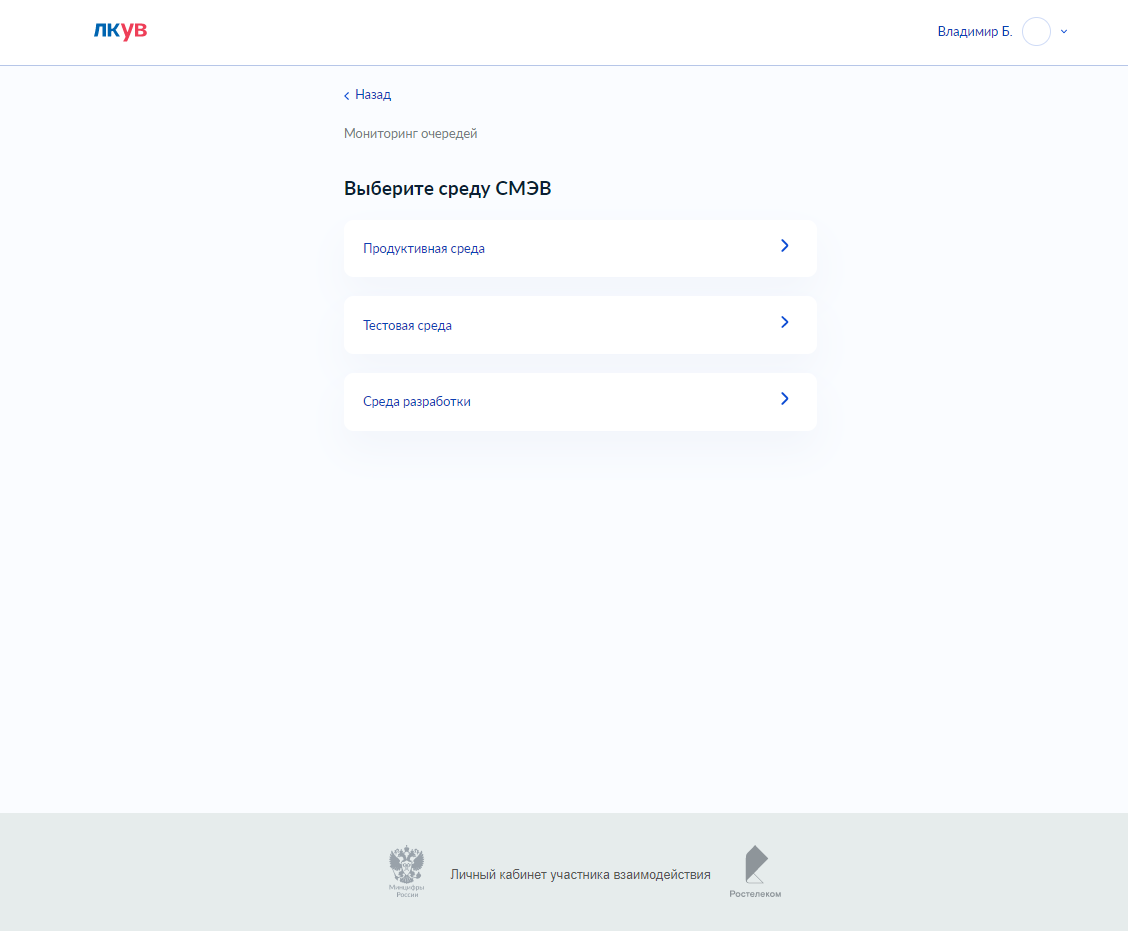 лкув
Владимир Б.
Назад
Мониторинг очередей
Выберите среду СМЭВ
Продуктивная среда
Тестовая среда
Среда разработки
Минцифры
России
Личный кабинет участника взаимодействия
Ростелеком